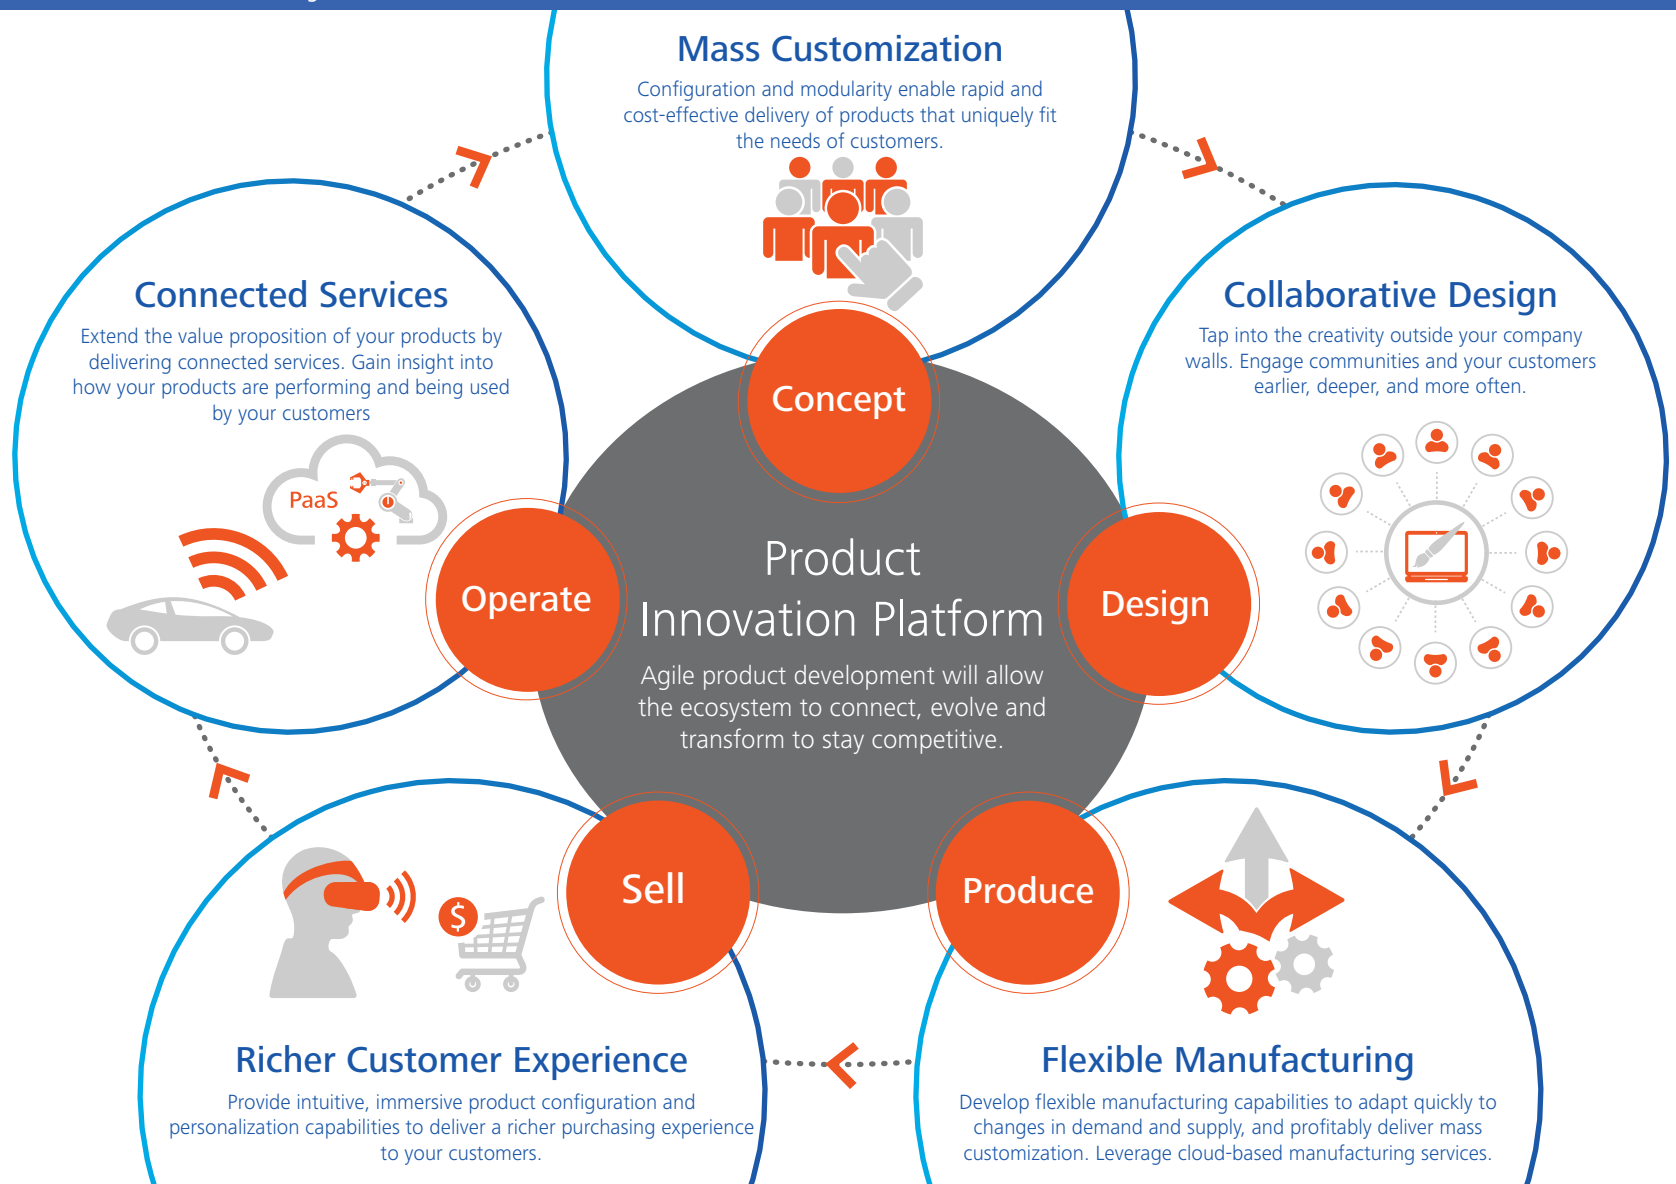 Mass Customization
Configuration and modularity enable rapid and
cost-effective delivery of products that uniquely fit
the needs of customers.
Concept
Collaborative Design
Tap into the creativity outside your company
walls. Engage communities and your customers
earlier, deeper, and more often.
Design
Connected Services
Extend the value proposition of your products by
delivering connected services. Gain insight into
how your products are performing and being used
by your customers
PaaS
Operate
Product
Innovation Platform
Agile product development will allow
the ecosystem to connect, evolve and
transform to stay competitive.
Sell
$
Richer Customer Experience
Provide intuitive, immersive product configuration and
personalization capabilities to deliver a richer purchasing experience
to your customers.
Produce
Flexible Manufacturing
Develop flexible manufacturing capabilities to adapt quickly to
changes in demand and supply, and profitably deliver mass
customization. Leverage cloud-based manufacturing services.